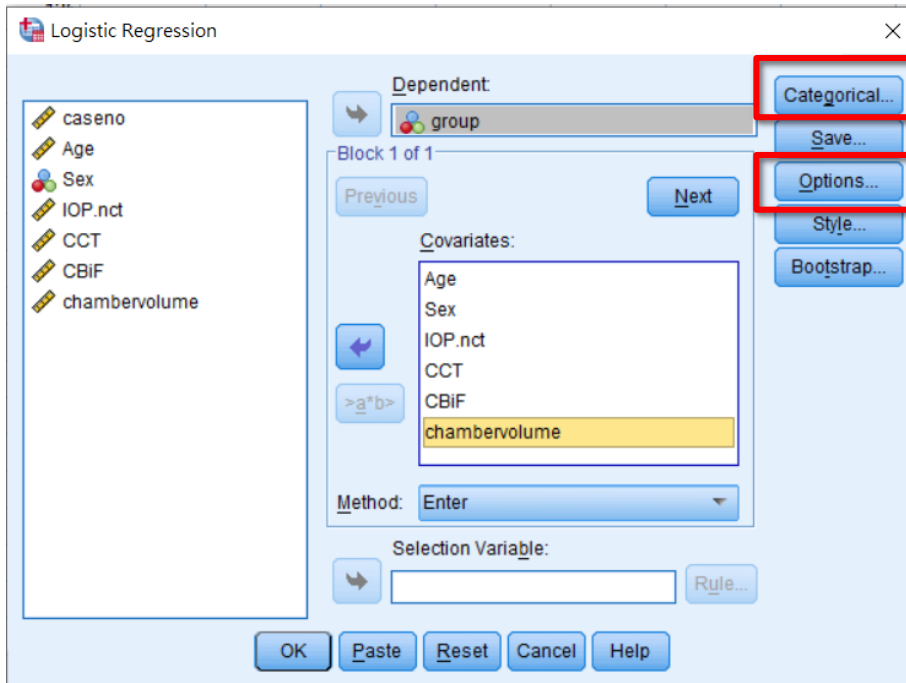 Logistic Regression
caseno
Age
Sex
IOP.nct
CCT
CBiF
chambervolume
Dependent:
group
Block 1 of 1
Previous
Next
Covariates:
Age
Sex
IOP.nct
CCT
CBiF
chambervolume
>a*b>
Method: Enter
Selection Variable:
Rule...
Categorical...
Save...
Options...
Style...
Bootstrap...
OK Paste Reset Cancel Help